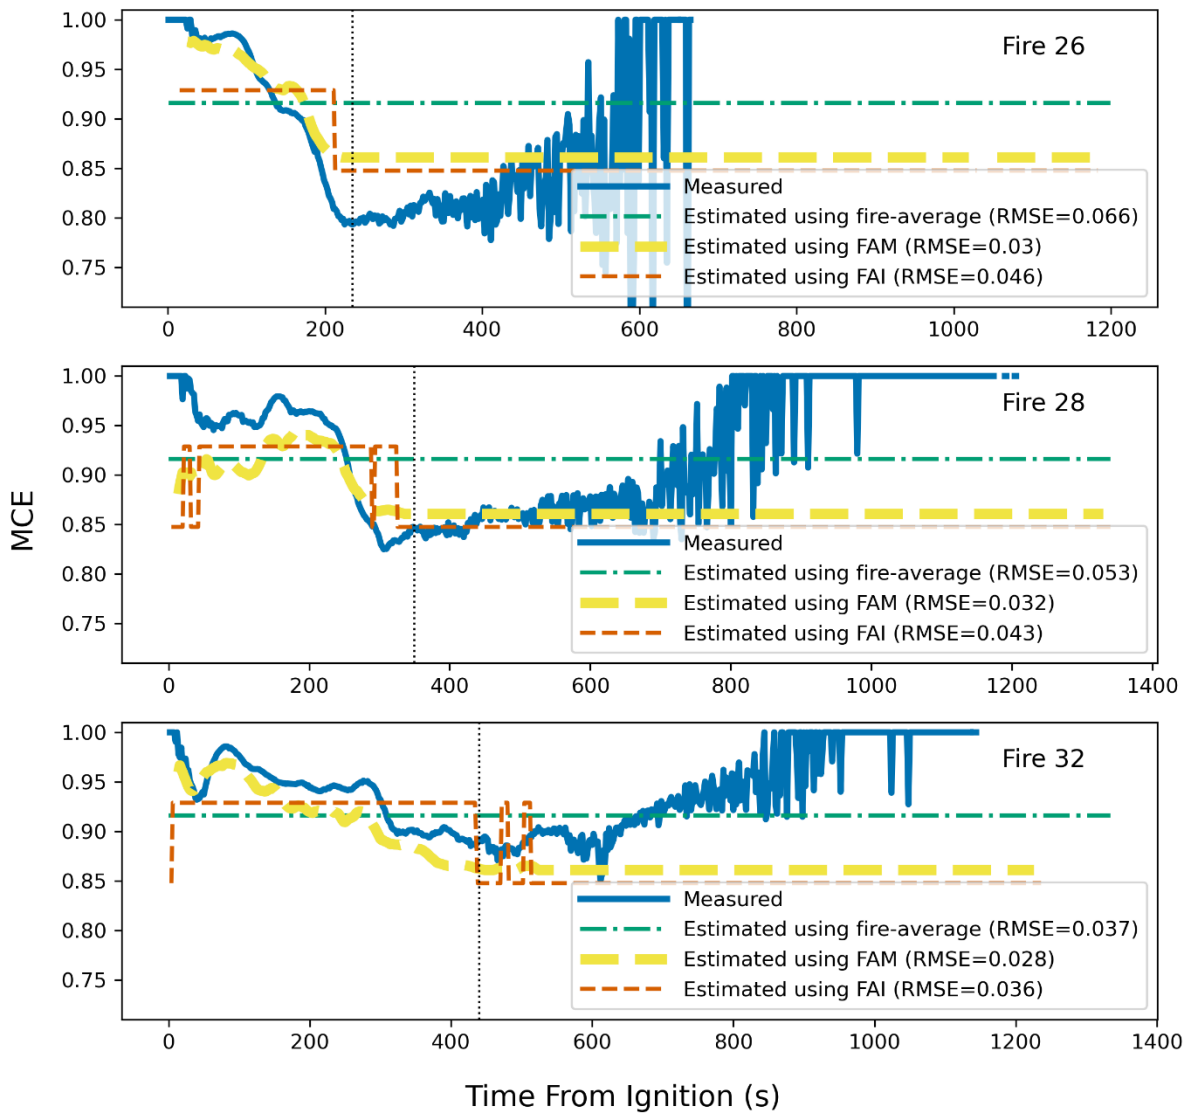 1.00
Fire 26
0.95
0.90
0.85
0.80
0.75
Measured
Estimated using fire-average (RMSE=0.066)
Estimated using FAM (RMSE=0.03)
Estimated using FAI (RMSE=0.046)
0 200 400 600 800 1000 1200
1.00
Fire 28
0.95
0.90
0.85
0.80
0.75
Measured
Estimated using fire-average (RMSE=0.053)
Estimated using FAM (RMSE=0.032)
Estimated using FAI (RMSE=0.043)
0 200 400 600 800 1000 1200 1400
MCE
1.00
Fire 32
0.95
0.90
0.85
0.80
0.75
Measured
Estimated using fire-average (RMSE=0.037)
Estimated using FAM (RMSE=0.028)
Estimated using FAI (RMSE=0.036)
0 200 400 600 800 1000 1200 1400
Time From Ignition (s)